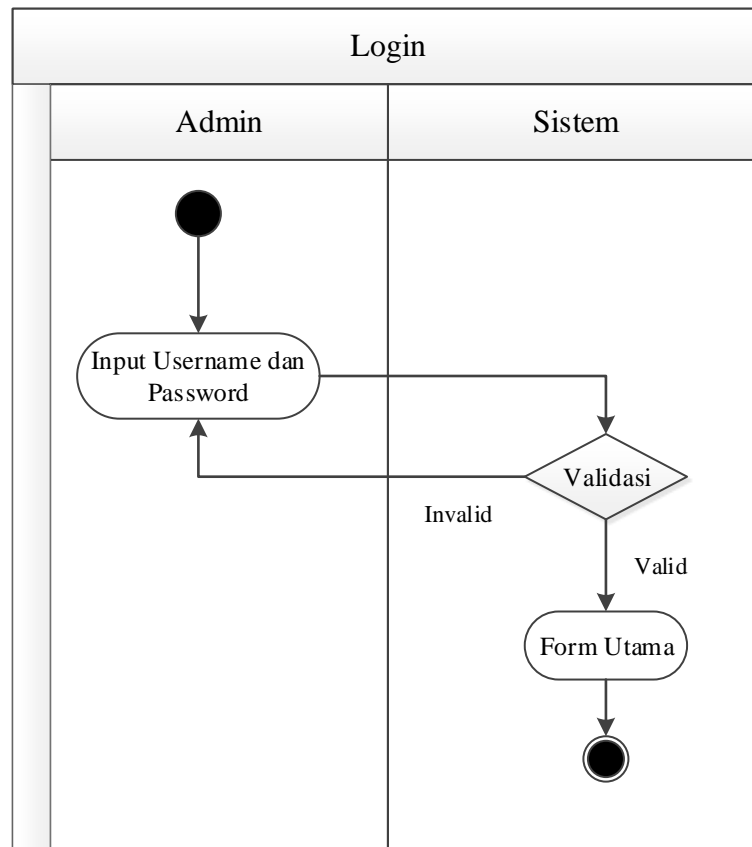 Login
Admin
Sistem
Input Username dan
Password
Validasi
Invalid
Valid
Form Utama